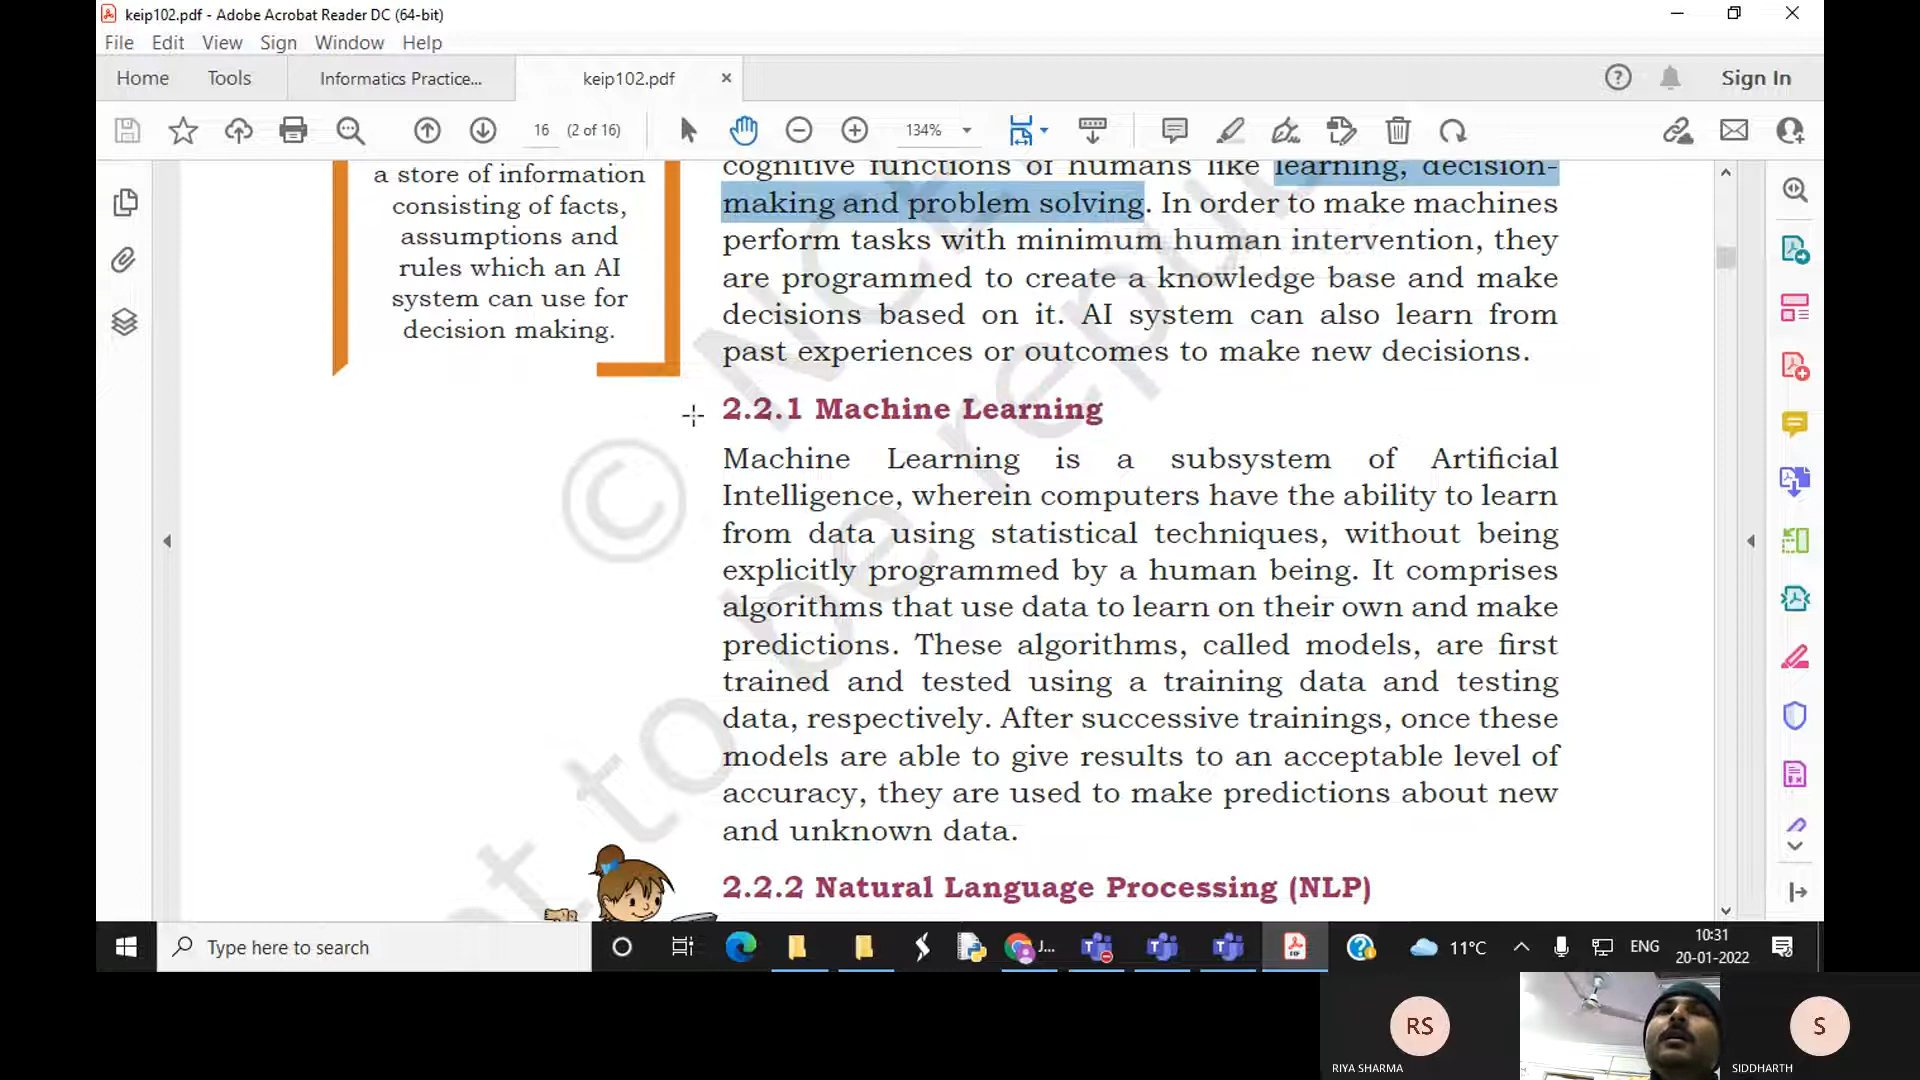 keip102.pdf - Adobe Acrobat Reader DC (64-bit)
File Edit View Sign Window Help
Home Tools Informatics Practice... keip102.pdf Sign In
16 (2 of 16) 134%
a store of information
consisting of facts,
assumptions and
rules which an AI
system can use for
decision making.
cognitive functions of humans like learning, decision-
making and problem solving. In order to make machines
perform tasks with minimum human intervention, they
are programmed to create a knowledge base and make
decisions based on it. AI system can also learn from
past experiences or outcomes to make new decisions.
2.2.1 Machine Learning
Machine Learning is a subsystem of Artificial
Intelligence, wherein computers have the ability to learn
from data using statistical techniques, without being
explicitly programmed by a human being. It comprises
algorithms that use data to learn on their own and make
predictions. These algorithms, called models, are first
trained and tested using a training data and testing
data, respectively. After successive trainings, once these
models are able to give results to an acceptable level of
accuracy, they are used to make predictions about new
and unknown data.
2.2.2 Natural Language Processing (NLP)
©
to be
Type here to search
J...
11°C
ENG
10:31
20-01-2022
RS
RIYA SHARMA
S
SIDDHARTH